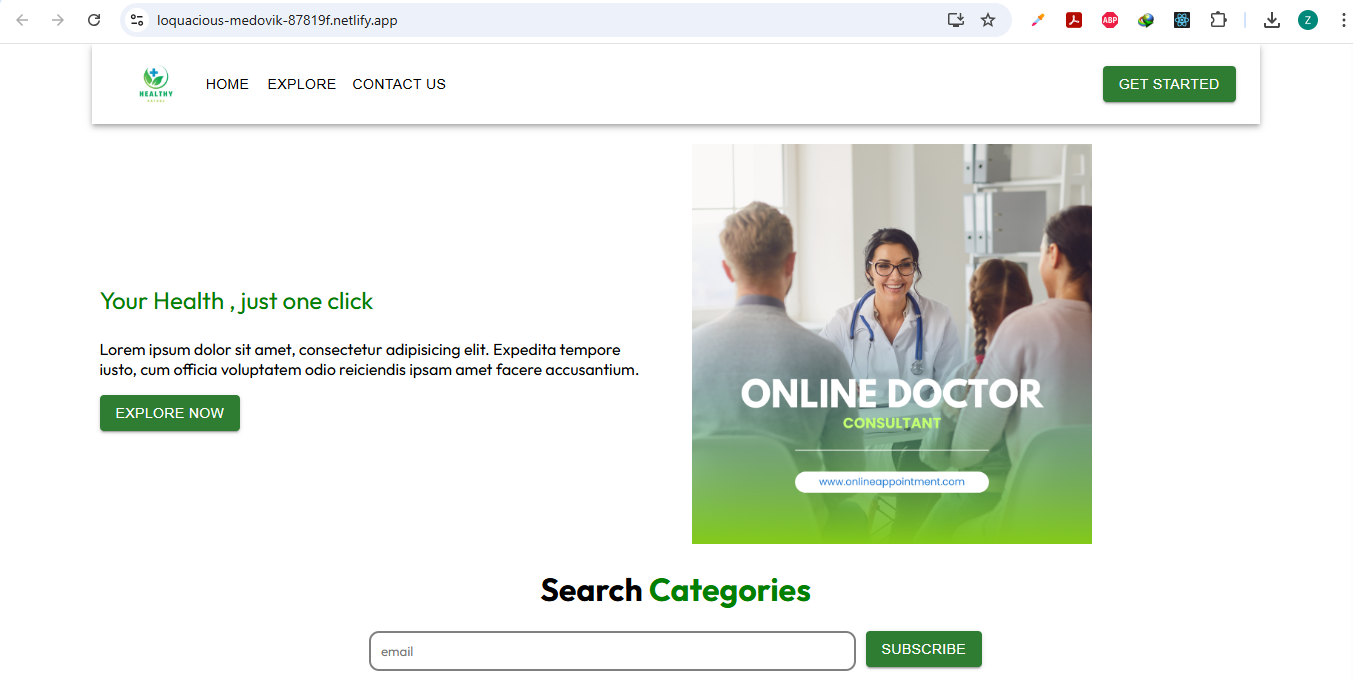 loquacious-medovik-87819f.netlify.app
ABP
Z
HEALTHY
HOME EXPLORE CONTACT US
GET STARTED
Your Health , just one click
Lorem ipsum dolor sit amet, consectetur adipisicing elit. Expedita tempore
iusto, cum officia voluptatem odio reiciendis ipsam amet facere accusantium.
EXPLORE NOW
ONLINE DOCTOR
CONSULTANT
www.onlineappointment.com
Search Categories
email
SUBSCRIBE